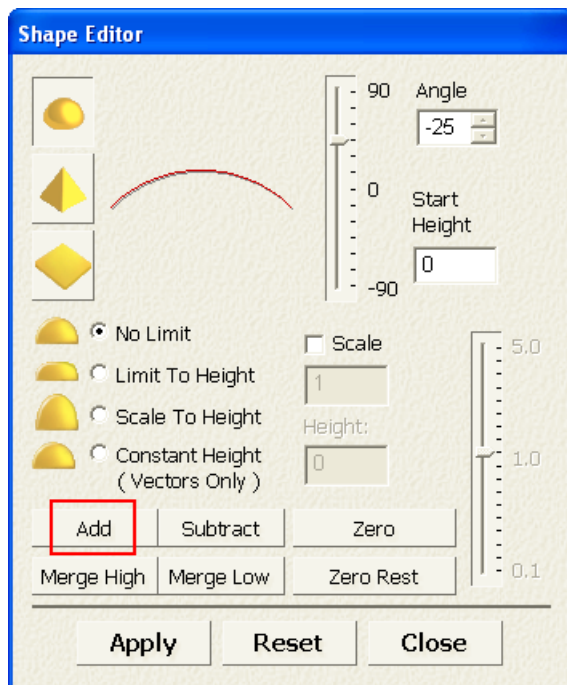 Shape Editor
90
Angle
-25
0
Start
Height
0
-90
No Limit
Scale
5.0
Limit To Height
1
Scale To Height
Height:
Constant Height
( Vectors Only )
0
1.0
Add
Subtract
Zero
Merge High
Merge Low
Zero Rest
0.1
Apply
Reset
Close